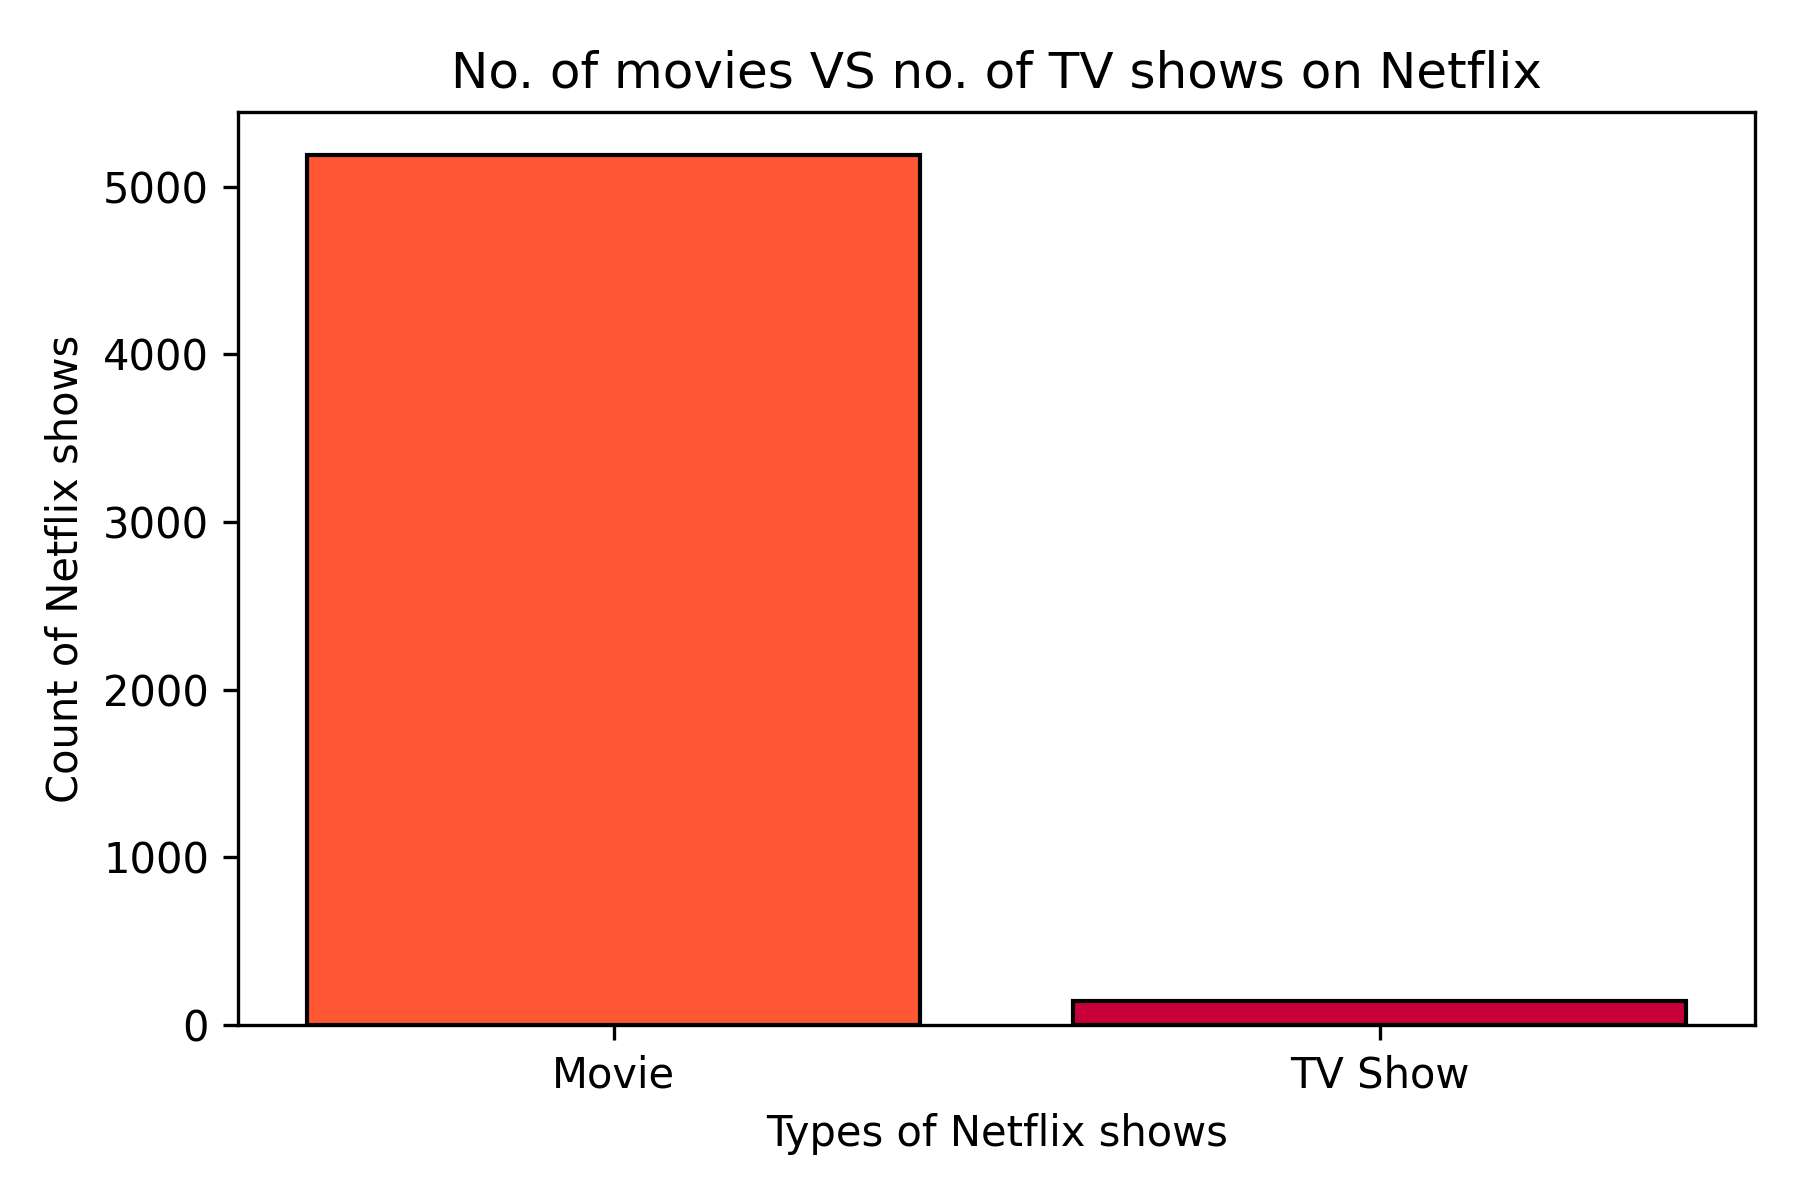 No. of movies VS no. of TV shows on Netflix
Count of Netflix shows
5000
4000
3000
2000
1000
0
Movie
TV Show
Types of Netflix shows